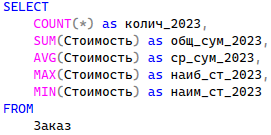 SELECT
COUNT(*) as колич_2023,
SUM(Стоимость) as общ_сум_2023,
AVG(Стоимость) as ср_сум_2023,
MAX(Стоимость) as наиб_ст_2023,
MIN(Стоимость) as наим_ст_2023
FROM
Заказ